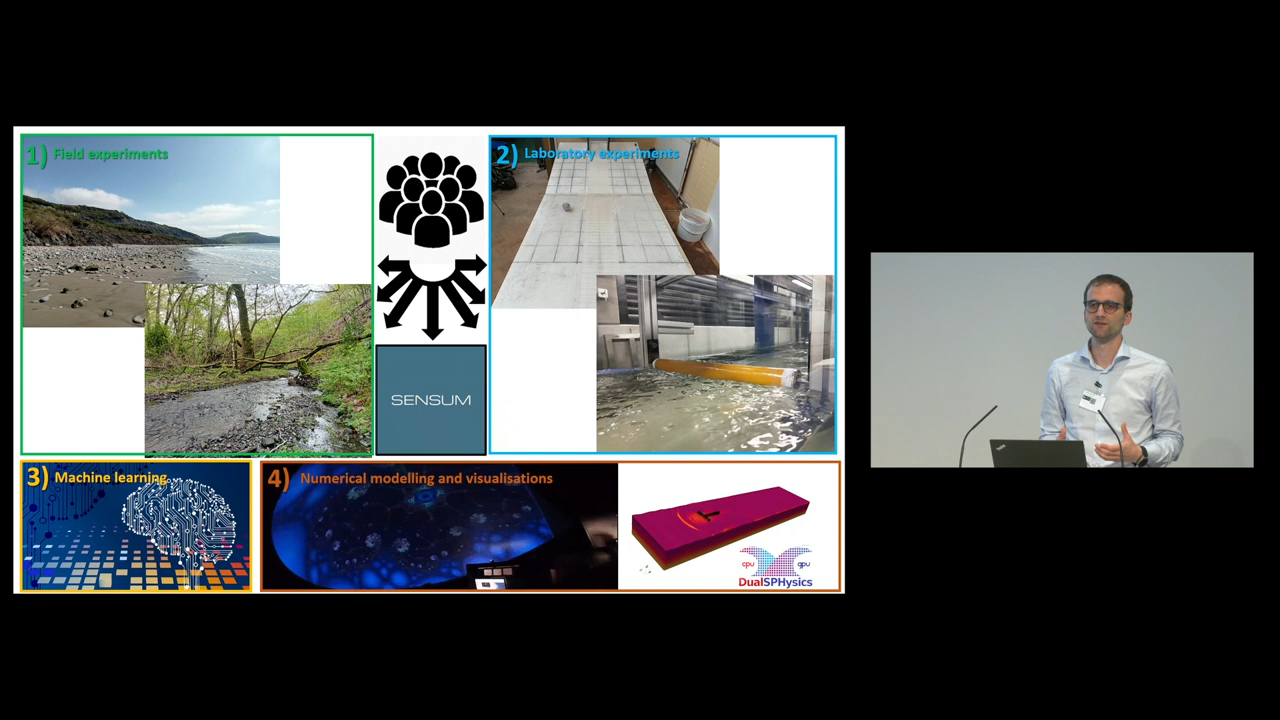 1) Field experiments
2) Laboratory experiments
SENSUM
3) Machine learning
4) Numerical modelling and visualisations
cpu gpu
DualSPHysics